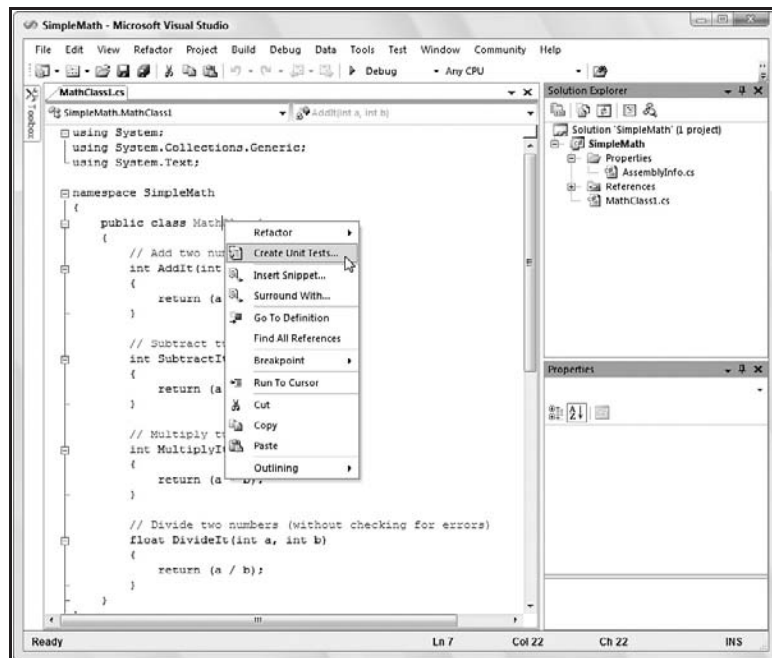 SimpleMath - Microsoft Visual Studio
File Edit View Refactor Project Build Debug Data Tools Test Window Community Help
Debug Any CPU
Toolbox
MathClass1.cs
SimpleMath.MathClass1
AddIt(int a, int b)
using System;
using System.Collections.Generic;
using System.Text;
namespace SimpleMath
{
public class Math
{
// Add two num
int AddIt(int
{
return (a
}
// Subtract t
int SubtractI
{
return (a
}
// Multiply t
int MultiplyI
{
return (a * b);
}
// Divide two numbers (without checking for errors)
float DivideIt(int a, int b)
{
return (a / b);
}
}
Refactor
Create Unit Tests...
Insert Snippet...
Surround With...
Go To Definition
Find All References
Breakpoint
Run To Cursor
Cut
Copy
Paste
Outlining
Solution Explorer
Solution 'SimpleMath' (1 project)
SimpleMath
Properties
AssemblyInfo.cs
References
MathClass1.cs
Properties
Ready Ln 7 Col 22 Ch 22 INS